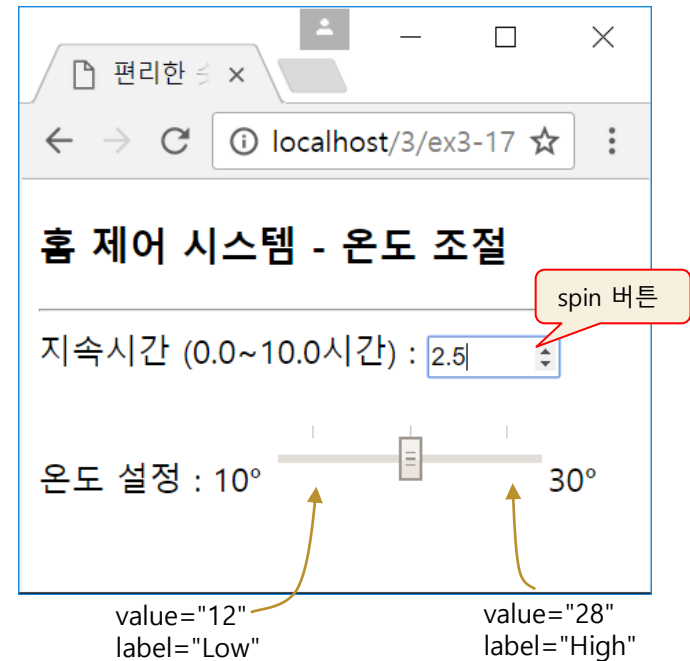 편리한
localhost/3/ex3-17
홈 제어 시스템 - 온도 조절
spin 버튼
지속시간 (0.0~10.0시간) : 2.5
온도 설정 : 10º 30º
value="12"
label="Low"
value="28"
label="High"